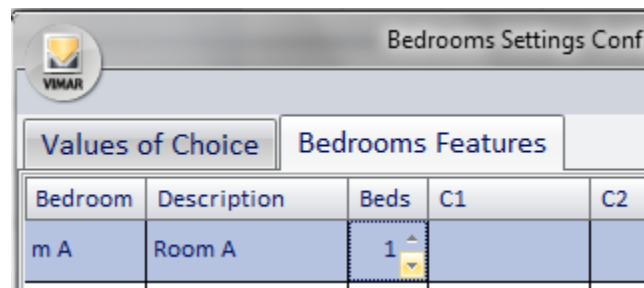 Bedrooms Settings Conf
VIMAR
Values of Choice Bedrooms Features
Bedroom Description Beds C1 C2
m A Room A 1